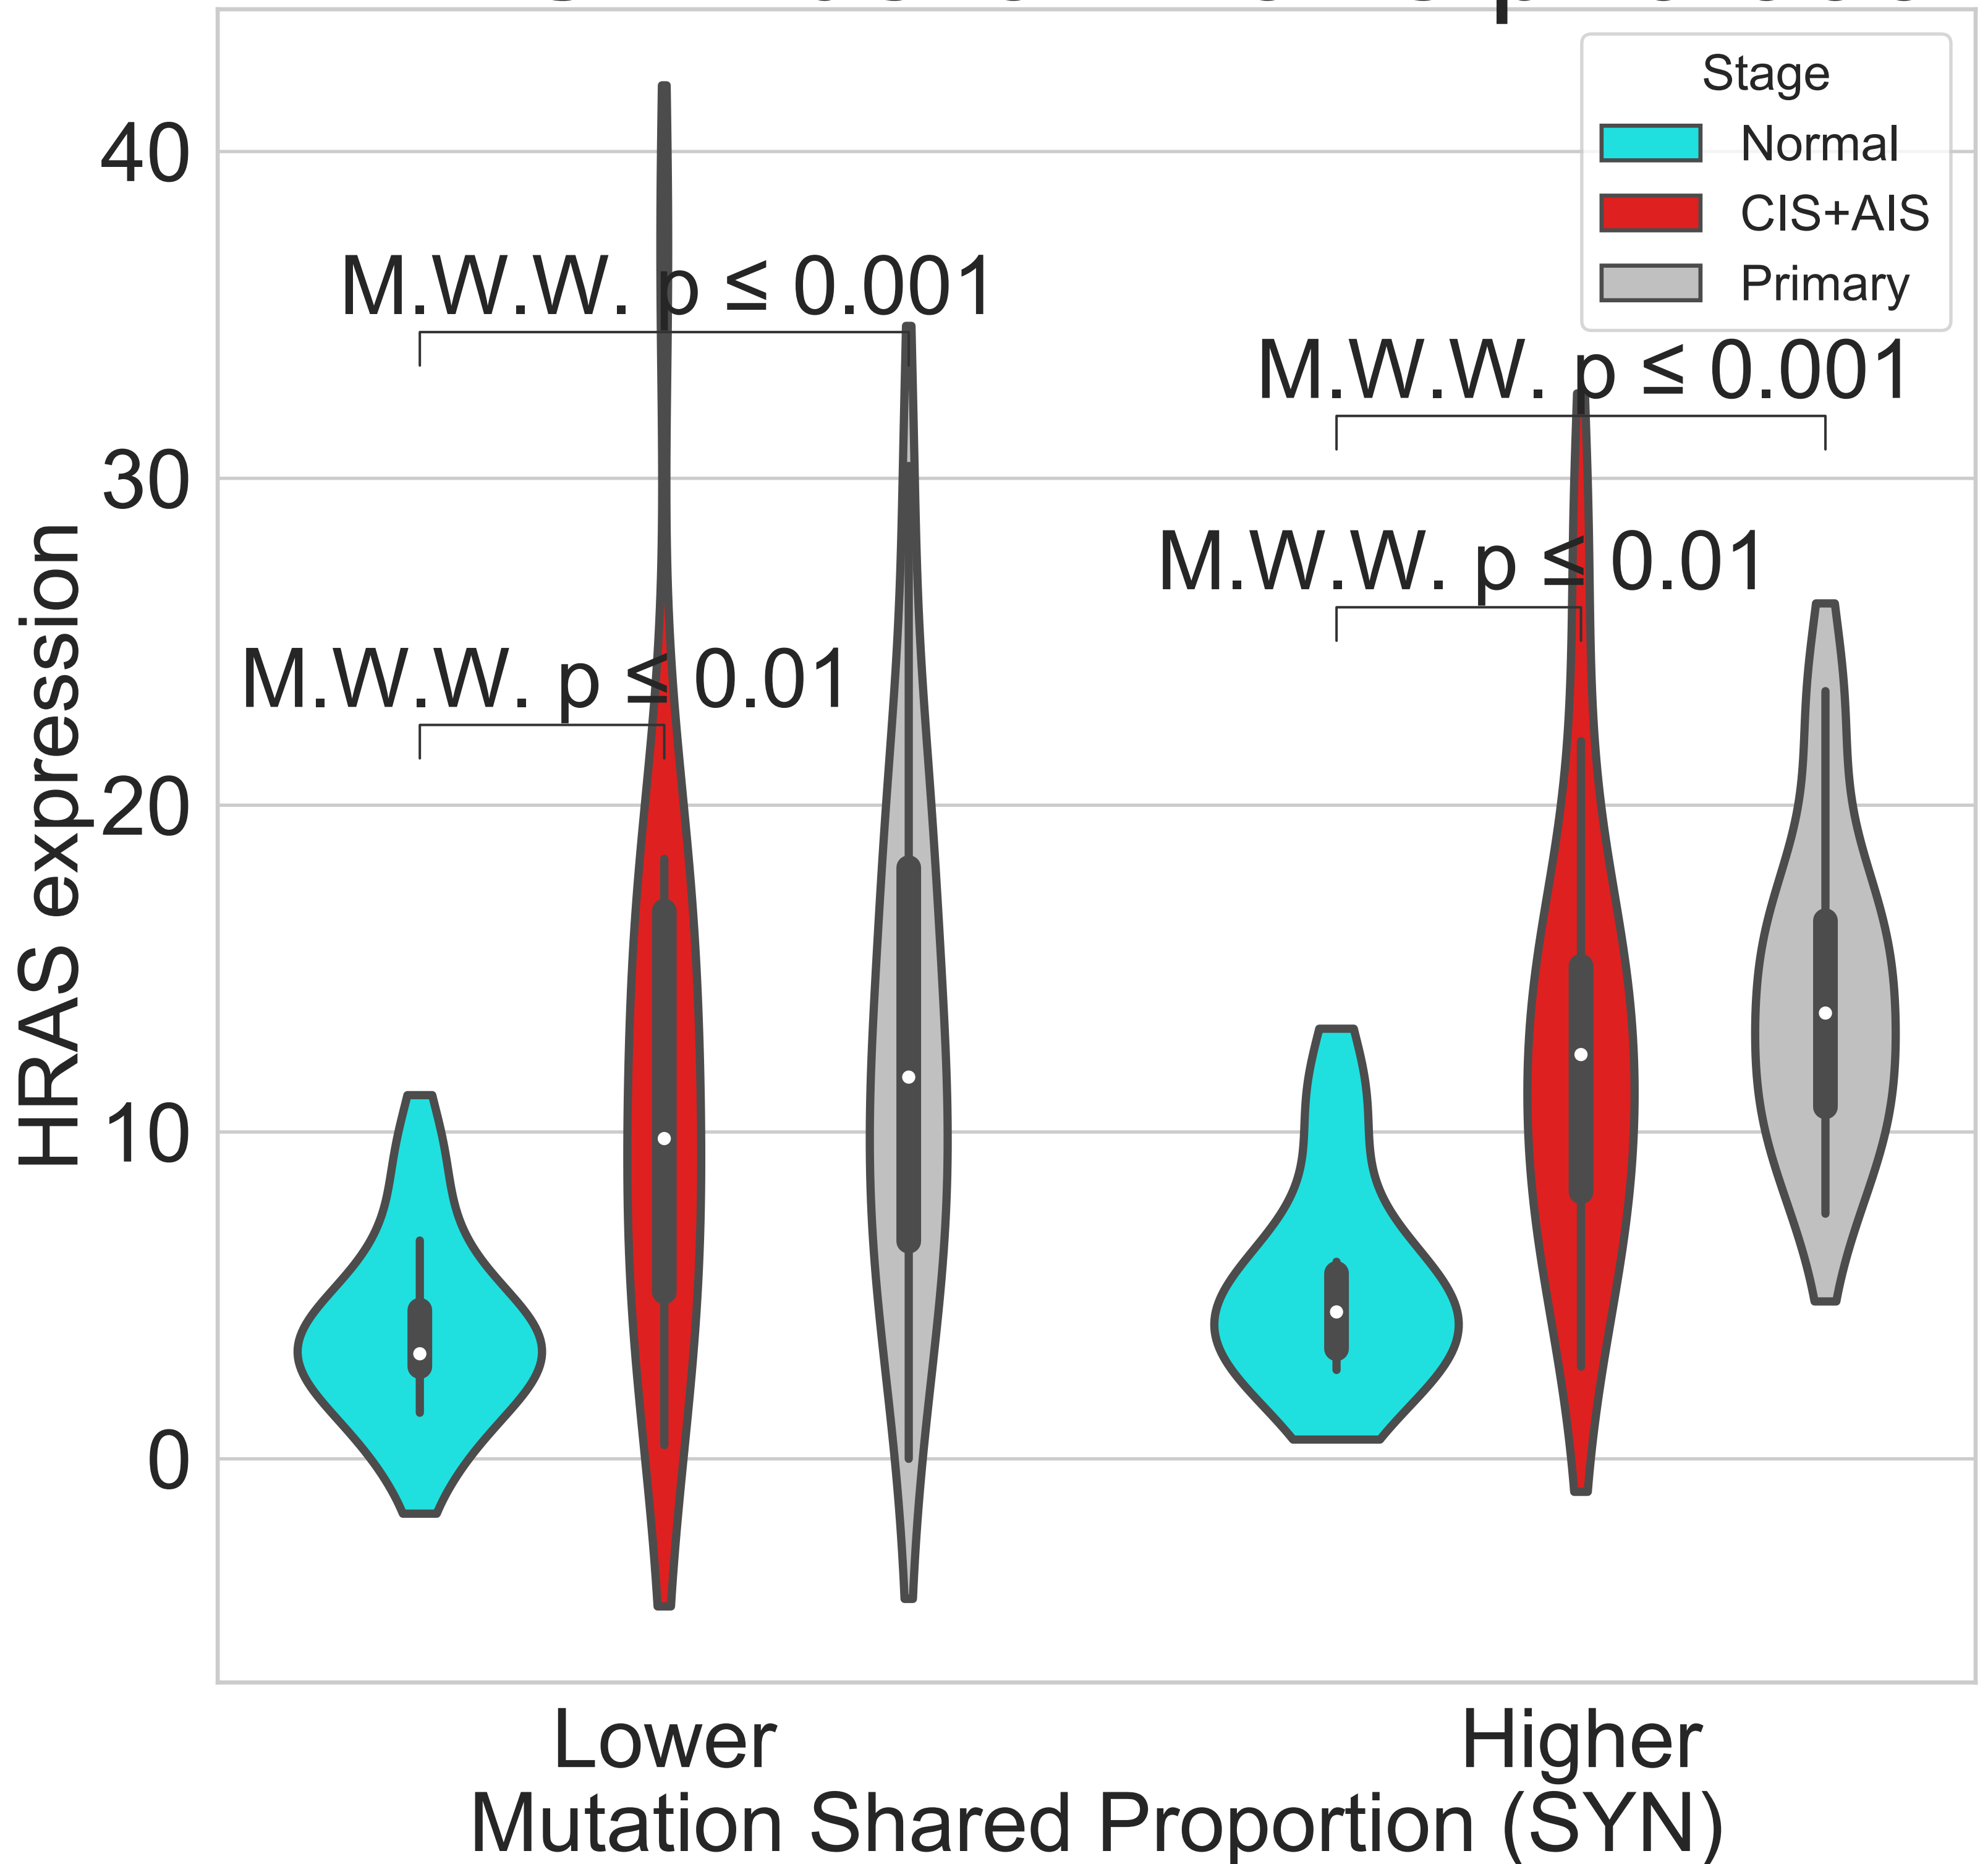 Stage
Normal
CIS+AIS
Primary
M.W.W. p ≤ 0.001
M.W.W. p ≤ 0.001
M.W.W. p ≤ 0.01
M.W.W. p ≤ 0.01
40
30
20
10
0
HRAS expression
Lower
Higher
Mutation Shared Proportion (SYN)